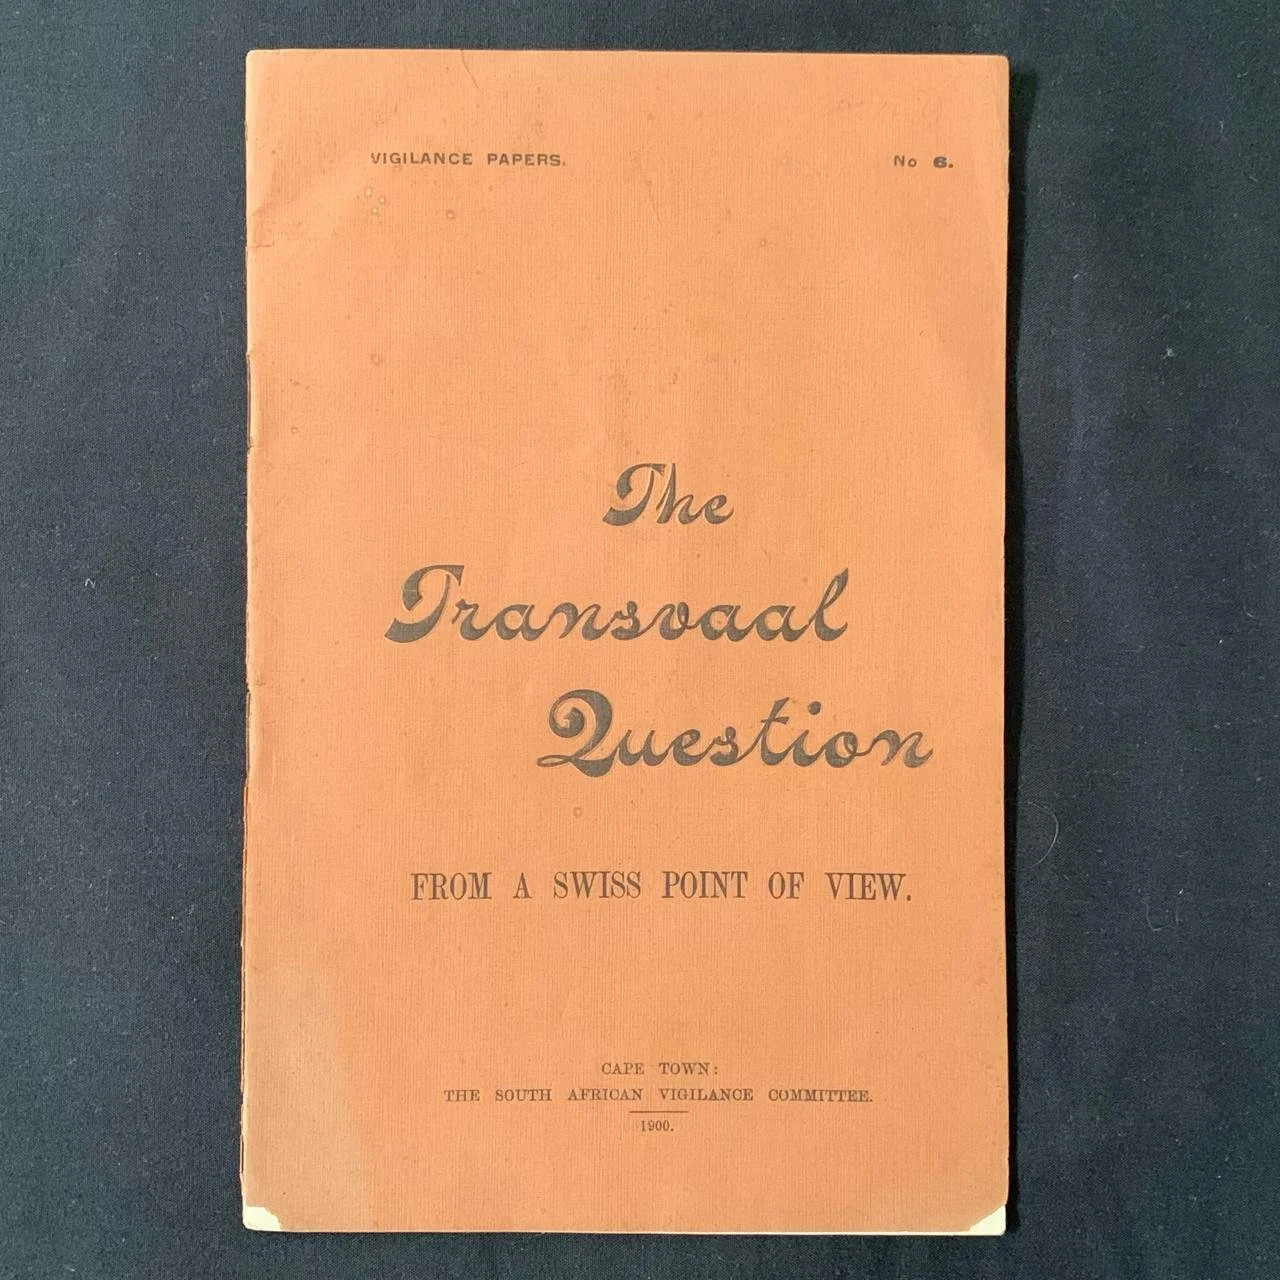 VIGILANCE PAPERS. No 6.
The
Transvaal
Question
FROM A SWISS POINT OF VIEW.
CAPE TOWN:
THE SOUTH AFRICAN VIGILANCE COMMITTEE.
1900.